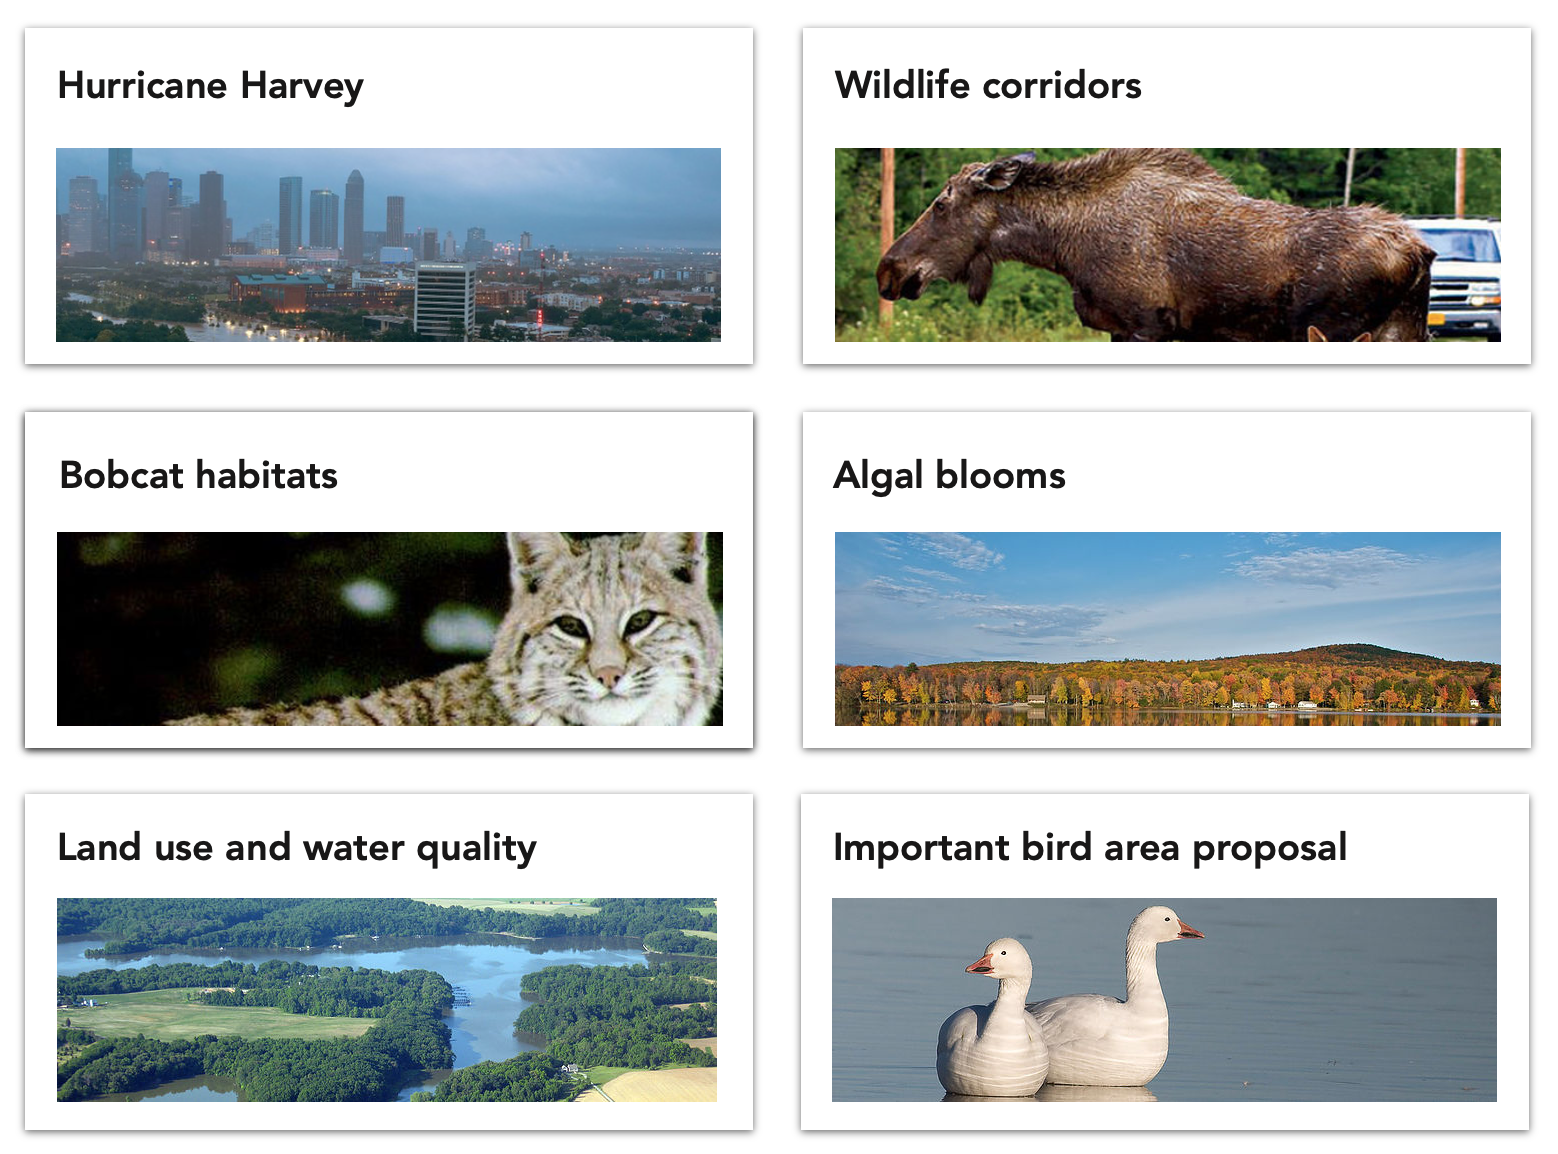 Hurricane Harvey
Wildlife corridors
Bobcat habitats
Algal blooms
Land use and water quality
Important bird area proposal